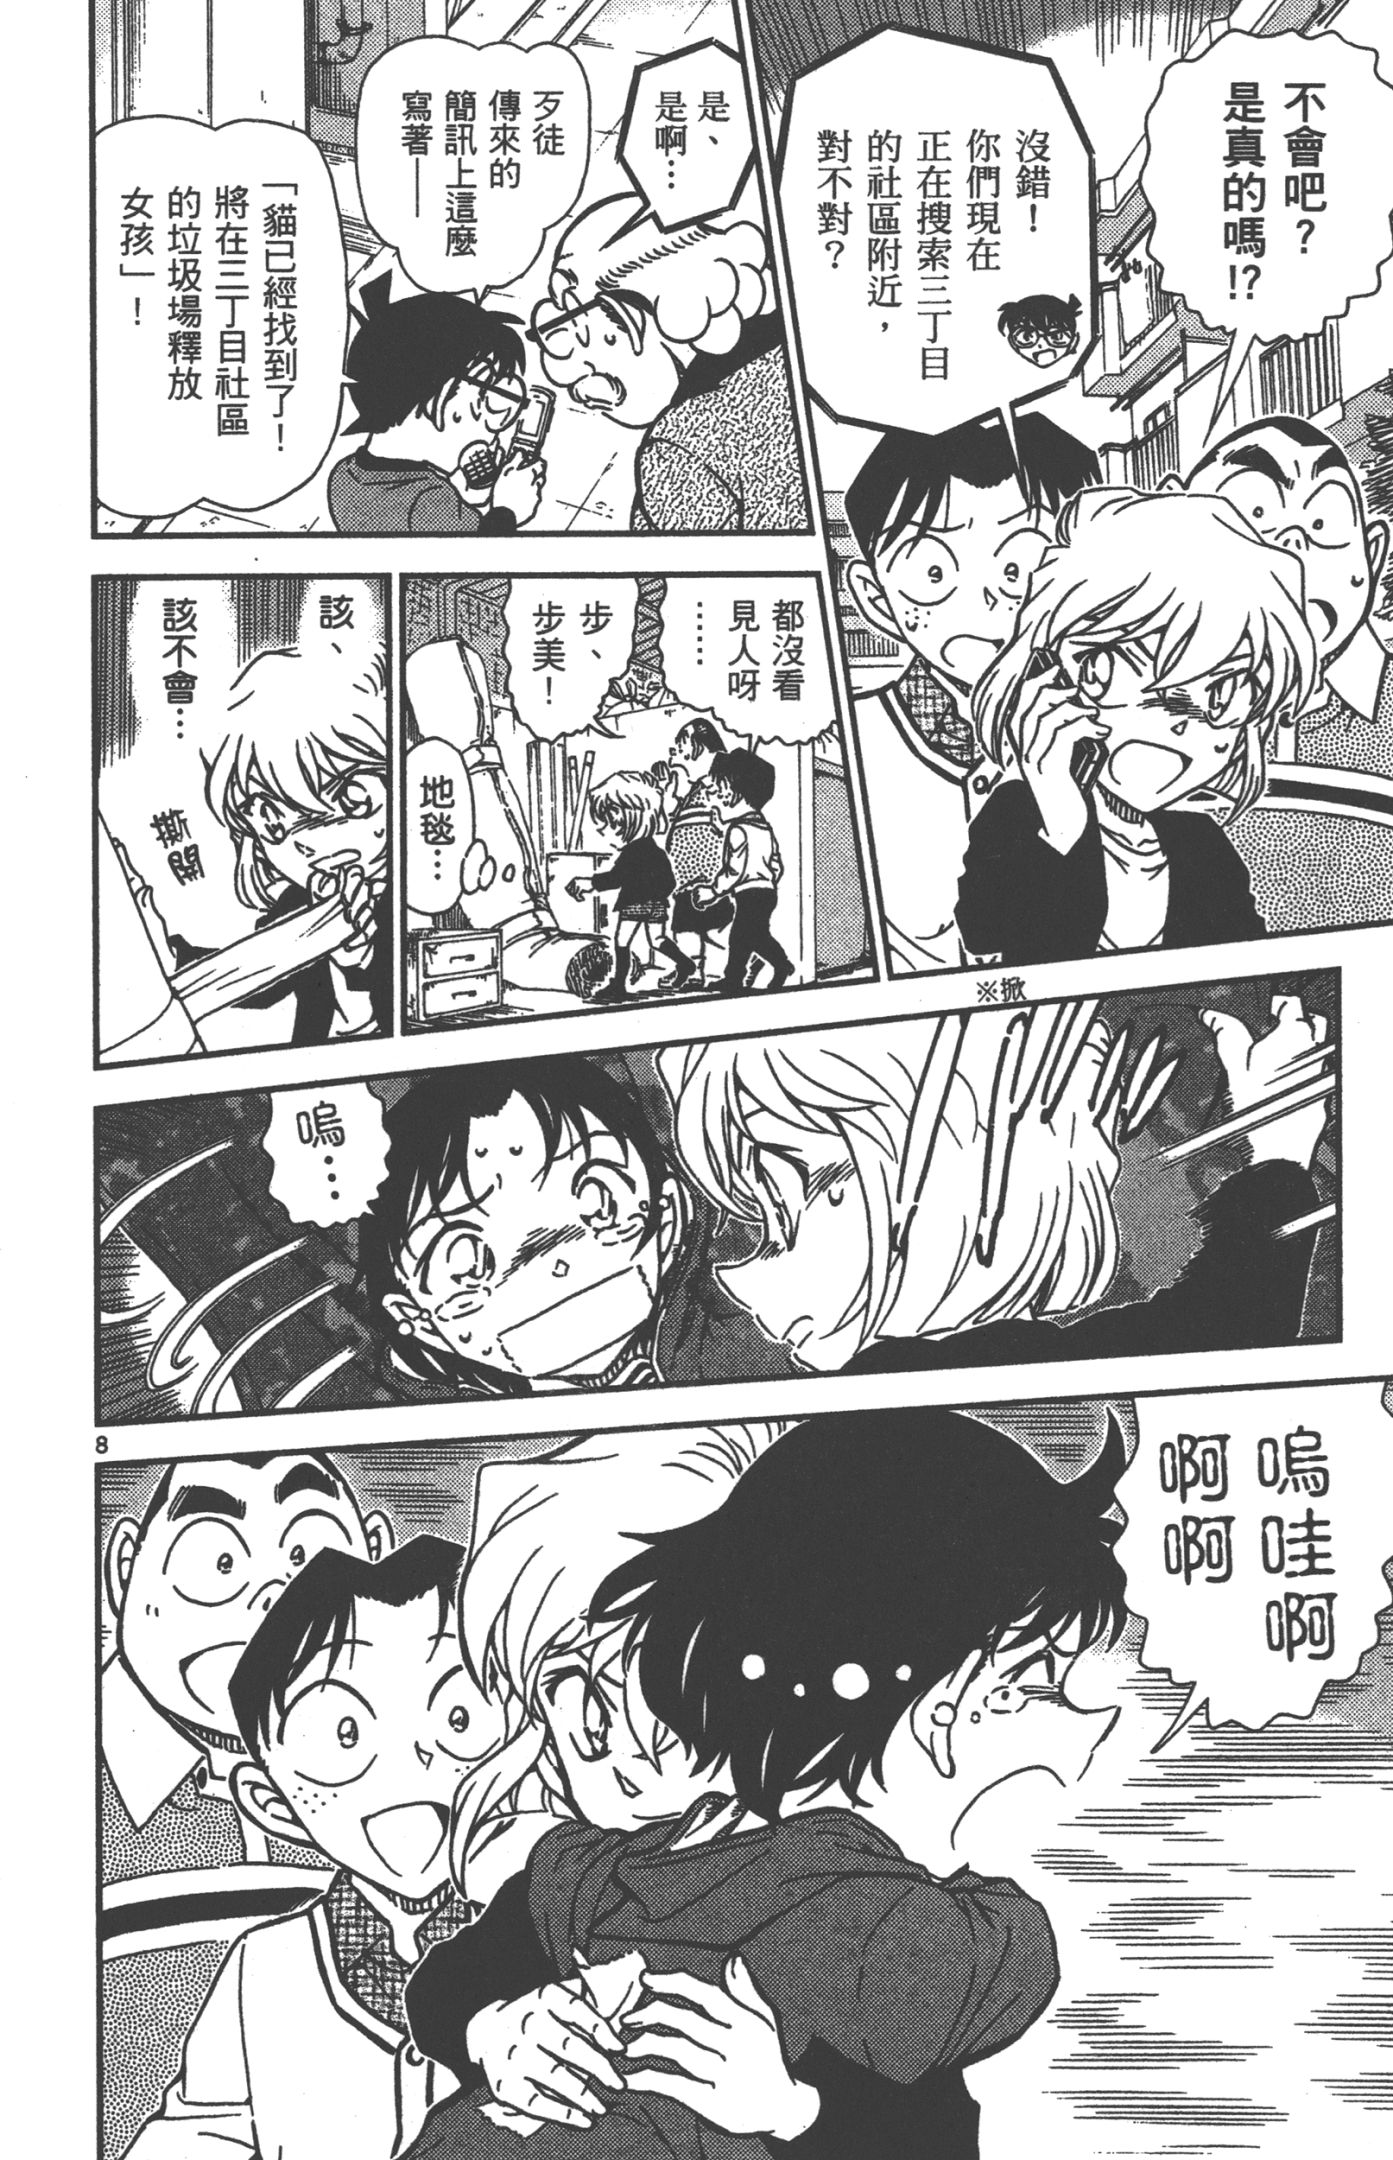 不會吧？
是真的嗎！？
沒錯！
你們現在
正在搜索三丁目
的社區附近，
對不對？
是、
是啊…
歹徒
傳來的
簡訊上這麼
寫著——
「貓已經找到了！
將在三丁目社區
的垃圾場釋放
女孩」！
都沒看
見人呀
……
步、
步美！
地毯…
該、
該不會…
撕開
※掀
嗚…
嗚哇啊
啊啊
8